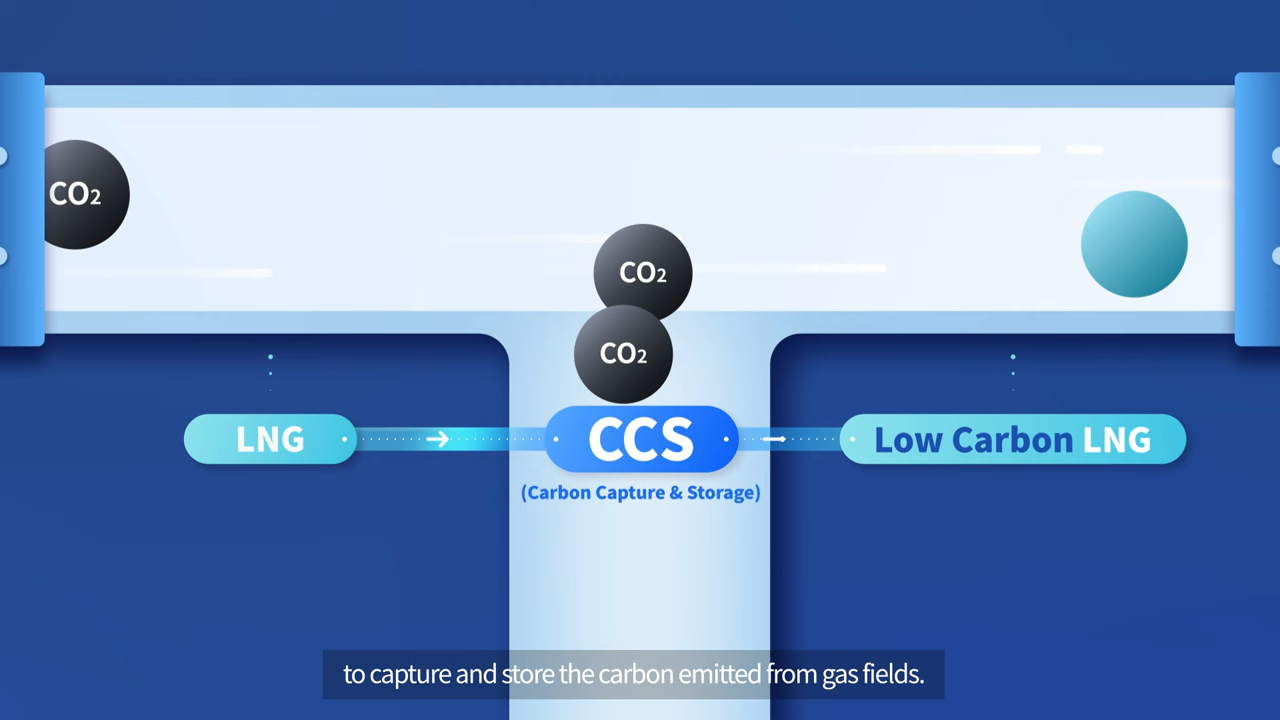 CO₂
CO₂
CO₂
LNG
CCS
Low Carbon LNG
(Carbon Capture & Storage)
to capture and store the carbon emitted from gas fields.